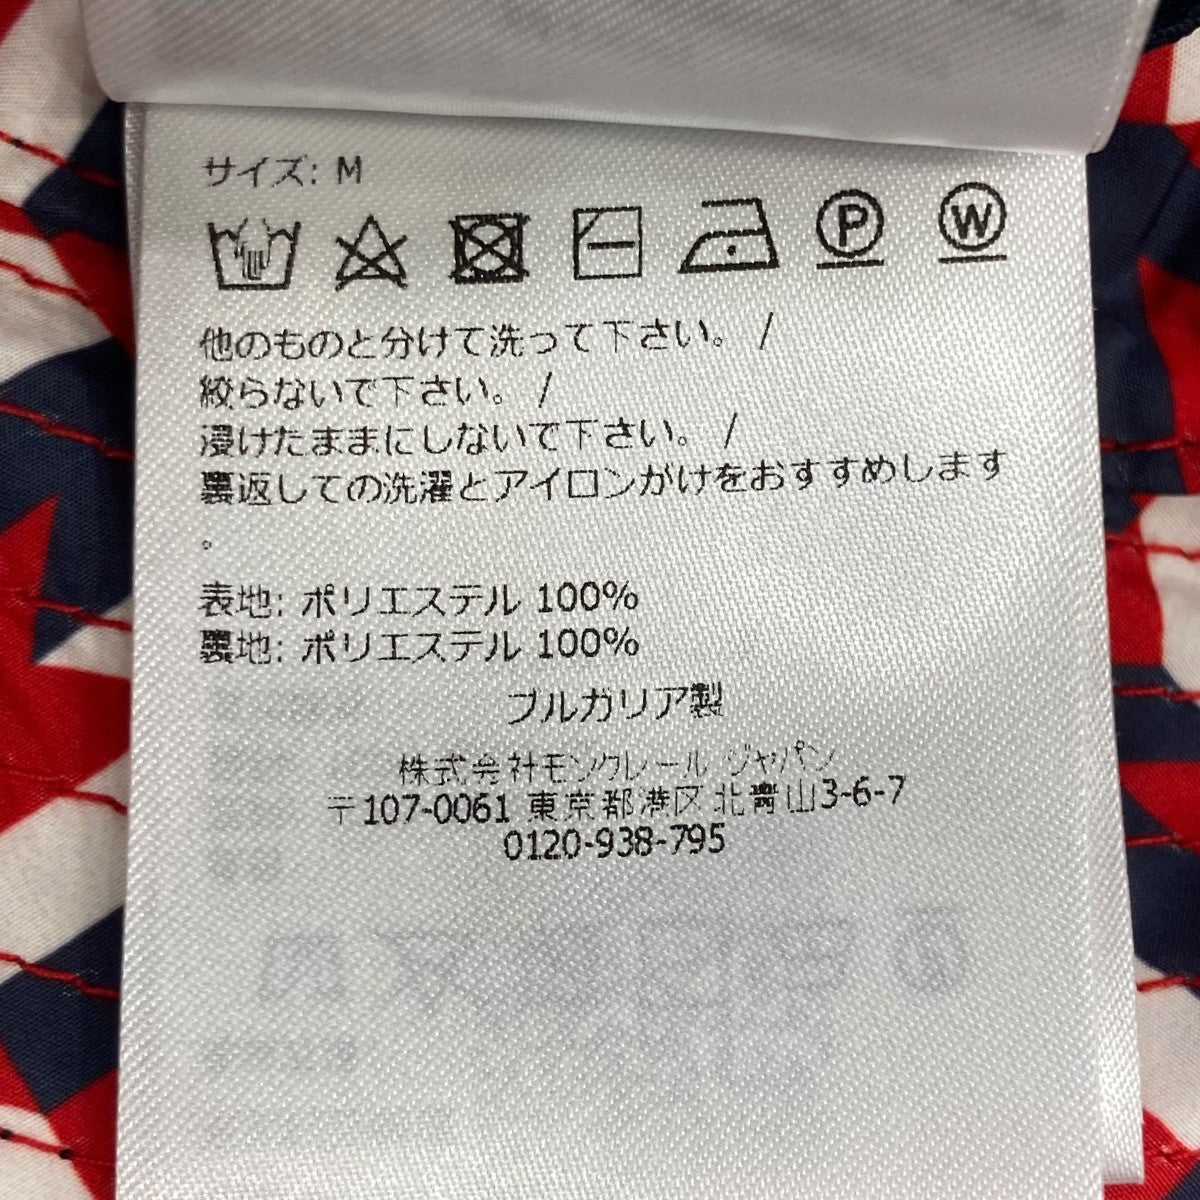 サイズ: M
P W
他のものと分けて洗って下さい。 /
絞らないで下さい。 /
浸けたままにしないで下さい。 /
裏返しての洗濯とアイロンがけをおすすめします
。
表地: ポリエステル 100%
裏地: ポリエステル 100%
ブルガリア製
株式会社モンクレール ジャパン
〒107-0061 東京都港区北青山3-6-7
0120-938-795